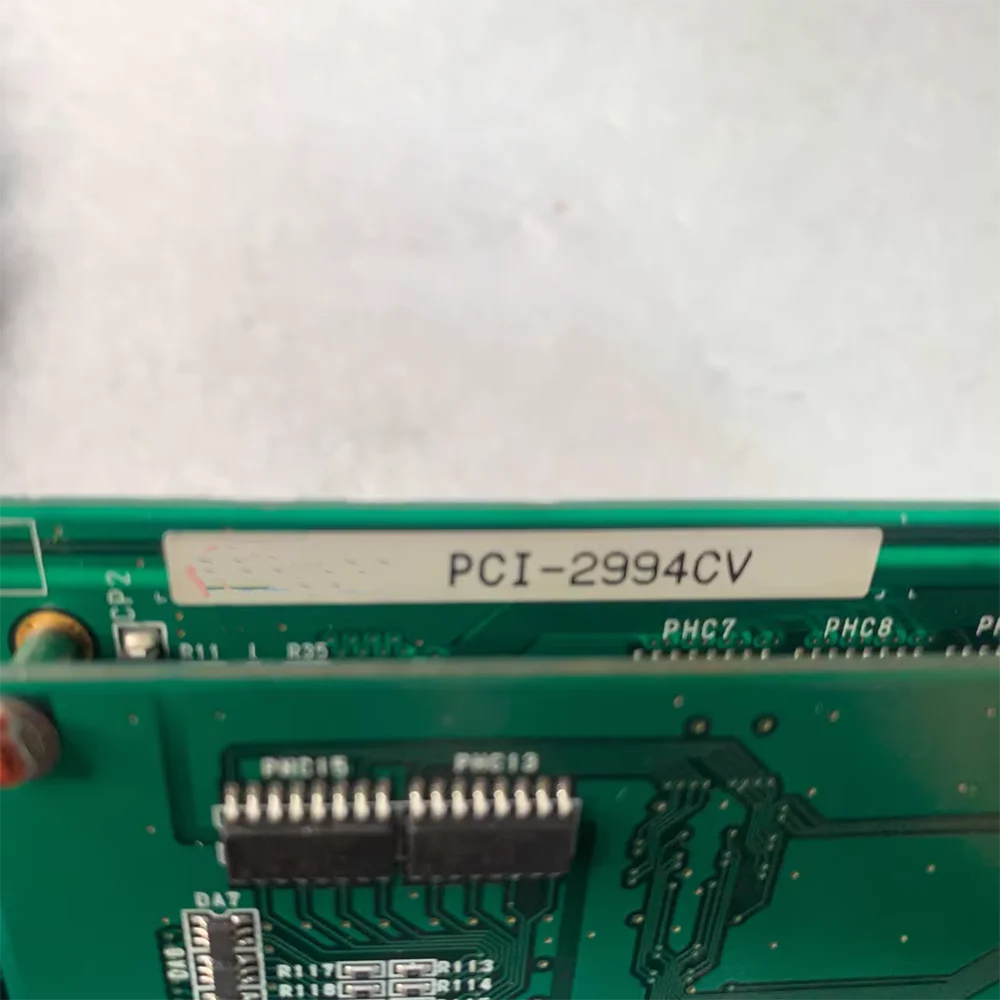 PCI-2994CV
CP2
PHC7 PHC8
R11 R35
PHC15 PHC13
DA7
R117 R113
R118 R114